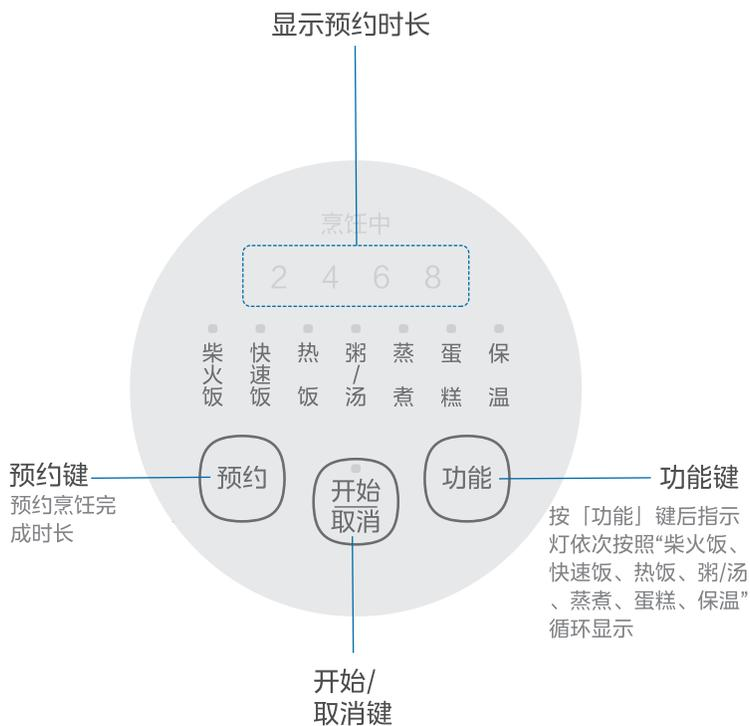 显示预约时长
烹饪中
2 4 6 8
柴火饭 快速饭 热饭 粥/汤 蒸煮 蛋糕 保温
预约键
预约烹饪完
成时长
预约
开始
取消
功能
功能键
按「功能」键后指示
灯依次按照“柴火饭、
快速饭、热饭、粥/汤
、蒸煮、蛋糕、保温”
循环显示
开始/
取消键